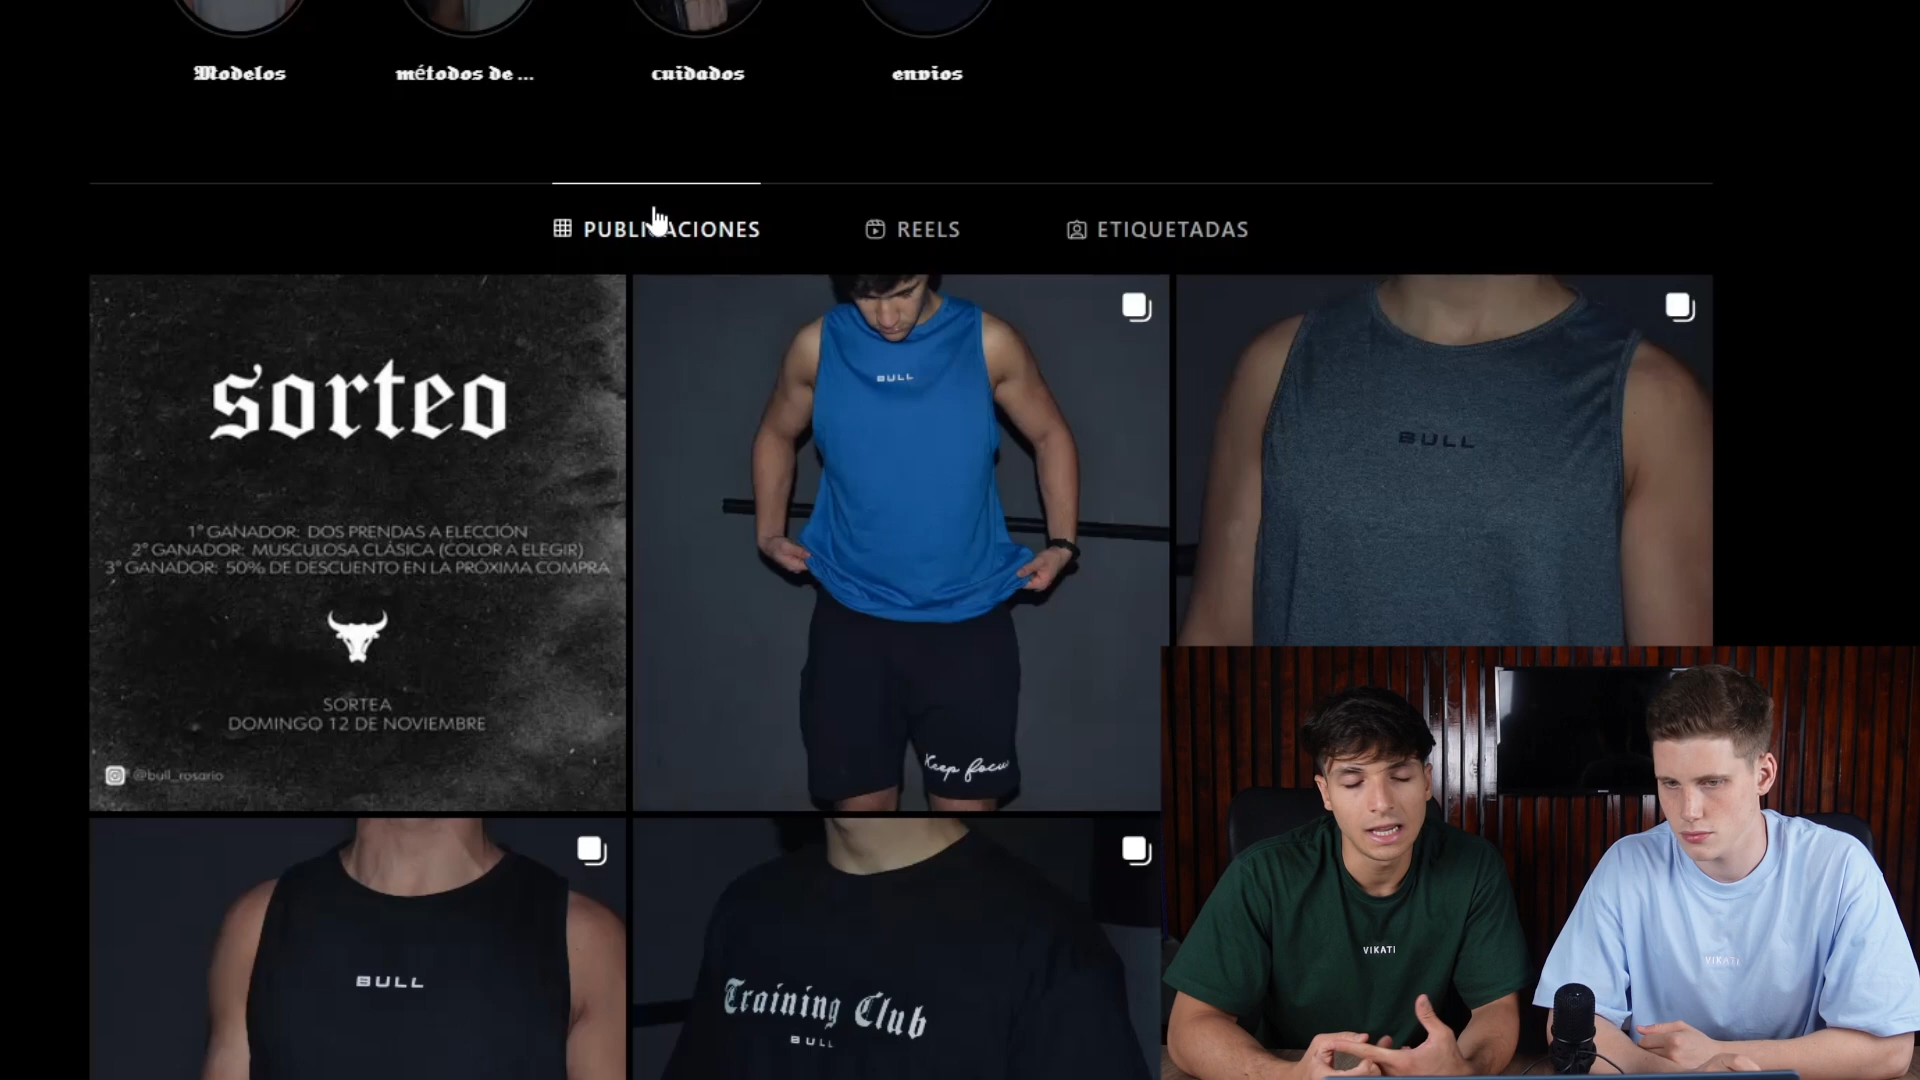 Modelos
métodos de ...
cuidados
envios
PUBLICACIONES
REELS
ETIQUETADAS
sorteo
1° GANADOR: DOS PRENDAS A ELECCIÓN
2° GANADOR: MUSCULOSA CLÁSICA (COLOR A ELEGIR)
3° GANADOR: 50% DE DESCUENTO EN LA PRÓXIMA COMPRA
SORTEA
DOMINGO 12 DE NOVIEMBRE
@bull_rosario
BULL
Keep focus
BULL
BULL
Training Club
BULL
VIKATI
VIKATI